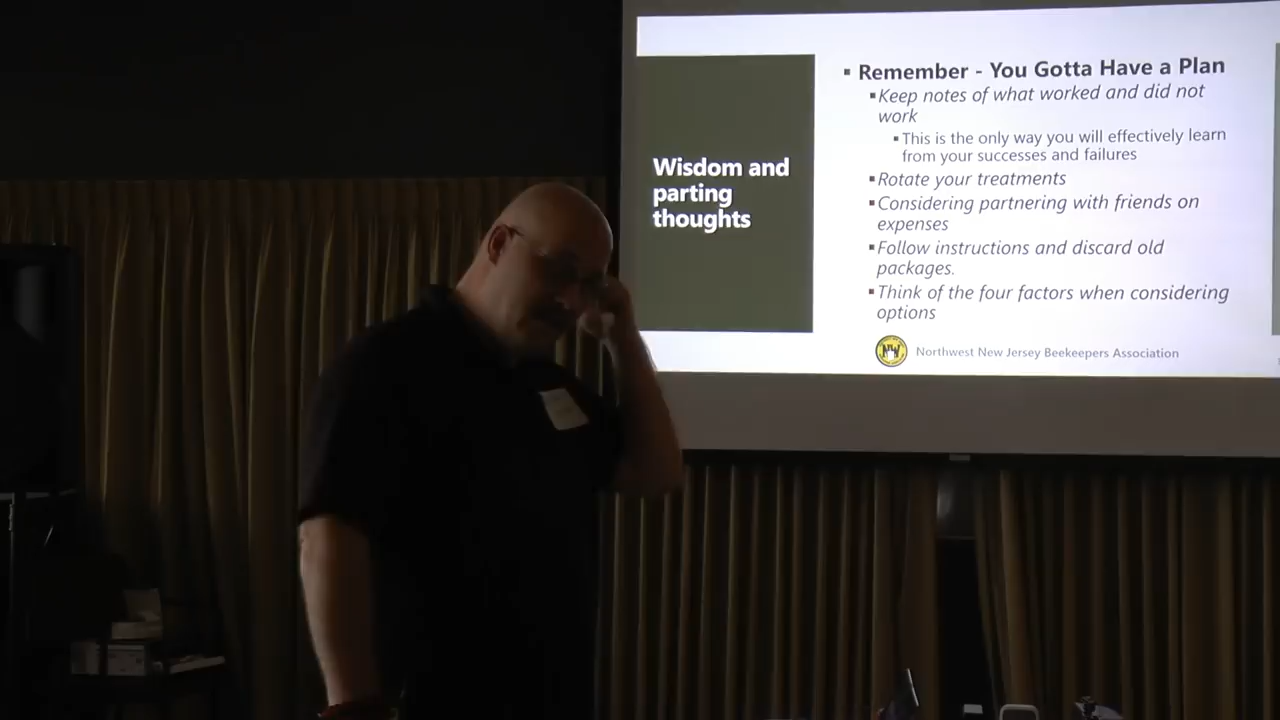 Wisdom and
parting
thoughts
▪ Remember - You Gotta Have a Plan
▪Keep notes of what worked and did not
work
▪This is the only way you will effectively learn
from your successes and failures
▪Rotate your treatments
▪Considering partnering with friends on
expenses
▪Follow instructions and discard old
packages.
▪Think of the four factors when considering
options
Northwest New Jersey Beekeepers Association